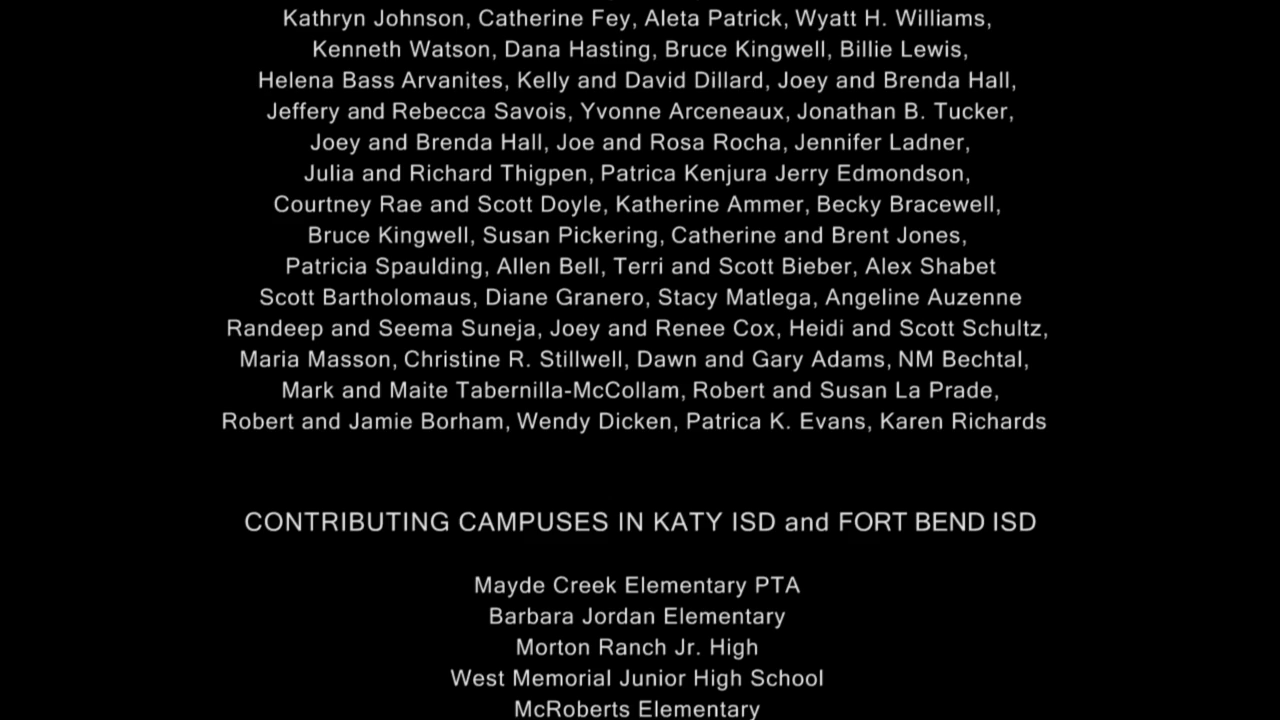 Kathryn Johnson, Catherine Fey, Aleta Patrick, Wyatt H. Williams,
Kenneth Watson, Dana Hasting, Bruce Kingwell, Billie Lewis,
Helena Bass Arvanites, Kelly and David Dillard, Joey and Brenda Hall,
Jeffery and Rebecca Savois, Yvonne Arceneaux, Jonathan B. Tucker,
Joey and Brenda Hall, Joe and Rosa Rocha, Jennifer Ladner,
Julia and Richard Thigpen, Patrica Kenjura Jerry Edmondson,
Courtney Rae and Scott Doyle, Katherine Ammer, Becky Bracewell,
Bruce Kingwell, Susan Pickering, Catherine and Brent Jones,
Patricia Spaulding, Allen Bell, Terri and Scott Bieber, Alex Shabet
Scott Bartholomaus, Diane Granero, Stacy Matlega, Angeline Auzenne
Randeep and Seema Suneja, Joey and Renee Cox, Heidi and Scott Schultz,
Maria Masson, Christine R. Stillwell, Dawn and Gary Adams, NM Bechtal,
Mark and Maite Tabernilla-McCollam, Robert and Susan La Prade,
Robert and Jamie Borham, Wendy Dicken, Patrica K. Evans, Karen Richards
CONTRIBUTING CAMPUSES IN KATY ISD and FORT BEND ISD
Mayde Creek Elementary PTA
Barbara Jordan Elementary
Morton Ranch Jr. High
West Memorial Junior High School
McRoberts Elementary